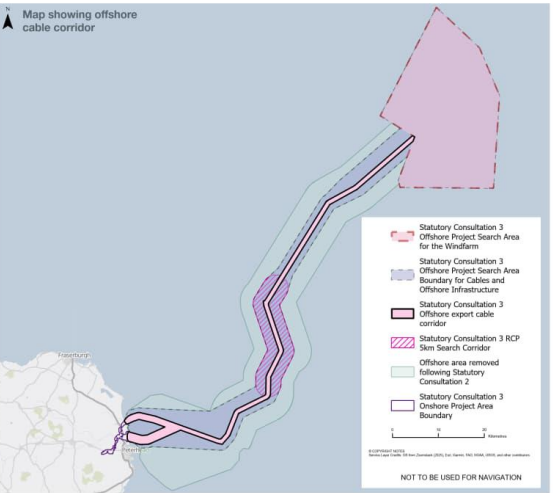 N
Map showing offshore
cable corridor
Statutory Consultation 3
Offshore Project Search Area
for the Windfarm
Statutory Consultation 3
Offshore Project Search Area
Boundary for Cables and
Offshore Infrastructure
Statutory Consultation 3
Offshore export cable
corridor
Statutory Consultation 3 RCP
5km Search Corridor
Offshore area removed
following Statutory
Consultation 2
Statutory Consultation 3
Onshore Project Area
Boundary
Fraserburgh
0 10 20
Kilometres
© COPYRIGHT NOTES
NOT TO BE USED FOR NAVIGATION